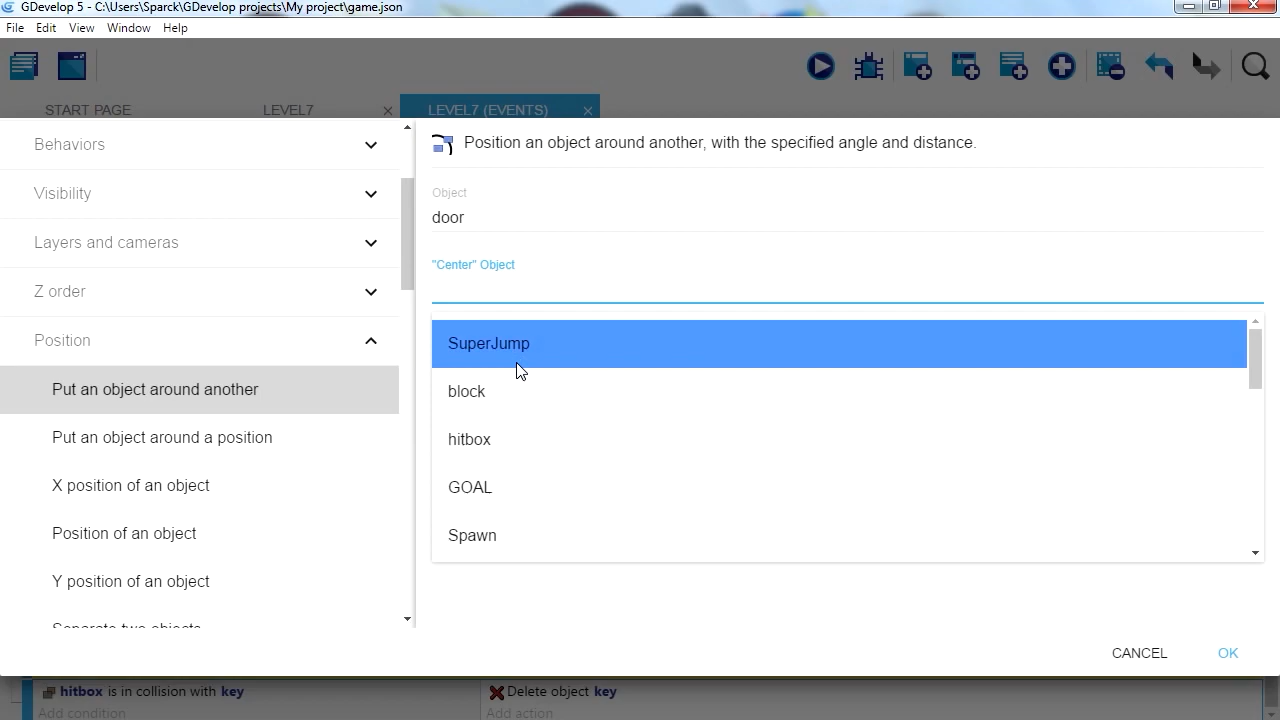 GDevelop 5 - C:\Users\Sparck\GDevelop projects\My project\game.json
File Edit View Window Help
START PAGE LEVEL7 LEVEL7 (EVENTS)
Behaviors
Visibility
Layers and cameras
Z order
Position
Put an object around another
Put an object around a position
X position of an object
Position of an object
Y position of an object
Separate two objects
Position an object around another, with the specified angle and distance.
Object
door
"Center" Object
SuperJump
block
hitbox
GOAL
Spawn
CANCEL OK
hitbox is in collision with key
Add condition
Delete object key
Add action